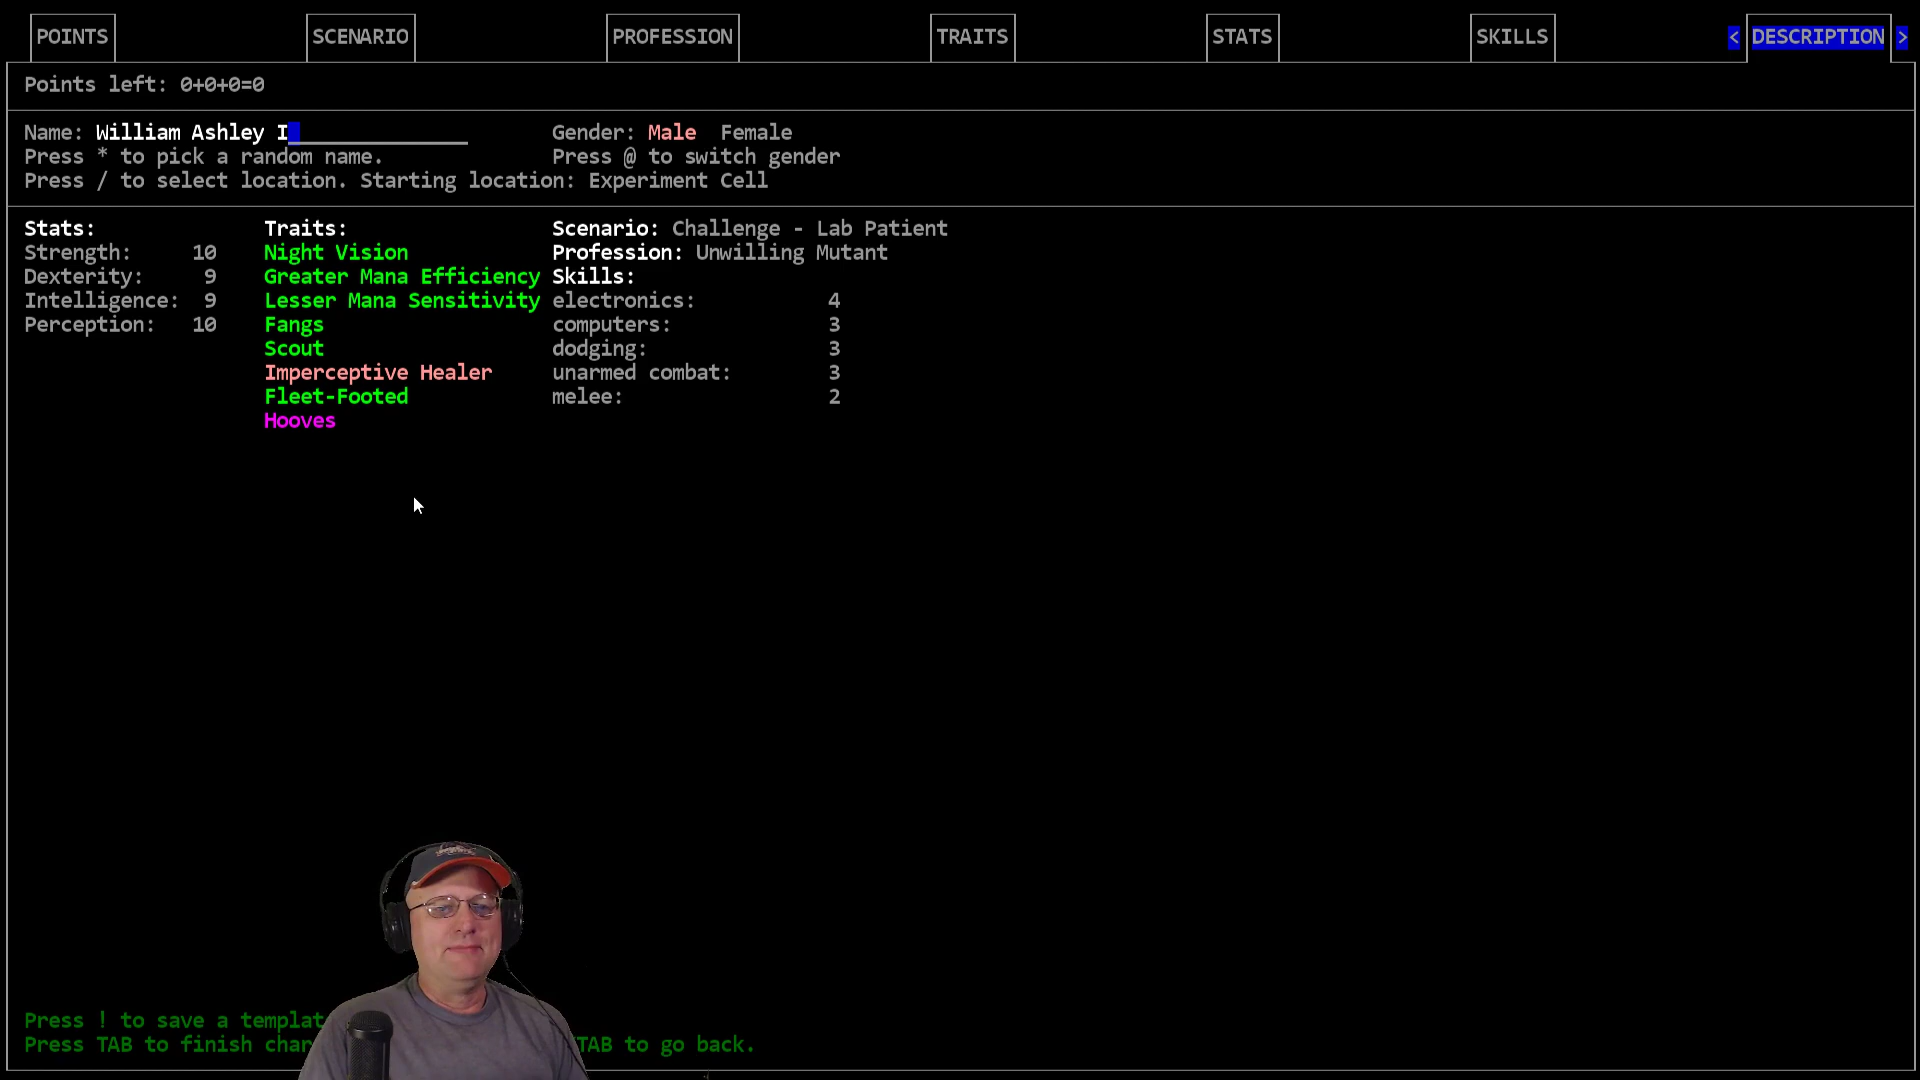 POINTS SCENARIO PROFESSION TRAITS STATS SKILLS < DESCRIPTION >
Points left: 0+0+0=0
Name: William Ashley I Gender: Male Female
Press * to pick a random name. Press @ to switch gender
Press / to select location. Starting location: Experiment Cell
Stats: Traits: Scenario: Challenge - Lab Patient
Strength: 10 Night Vision Profession: Unwilling Mutant
Dexterity: 9 Greater Mana Efficiency Skills:
Intelligence: 9 Lesser Mana Sensitivity electronics: 4
Perception: 10 Fangs computers: 3
Scout dodging: 3
Imperceptive Healer unarmed combat: 3
Fleet-Footed melee: 2
Hooves
Press ! to save a templat
Press TAB to finish char TAB to go back.